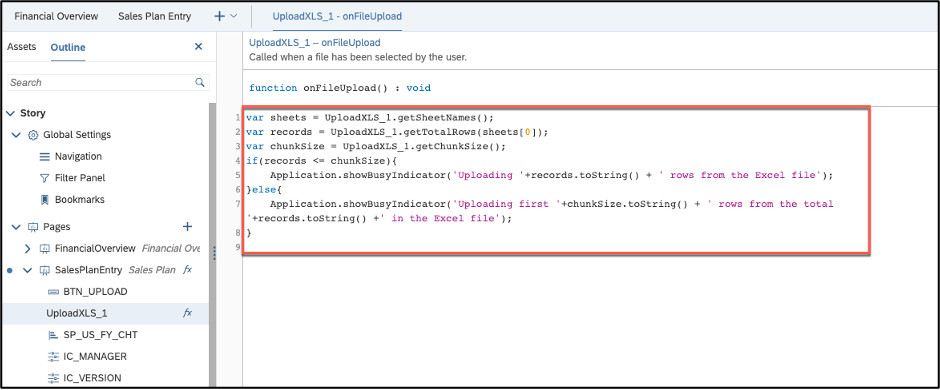 Financial Overview Sales Plan Entry UploadXLS_1 - onFileUpload
Assets Outline
Search
Story
Global Settings
Navigation
Filter Panel
Bookmarks
Pages
FinancialOverview Financial Ove
SalesPlanEntry Sales Plan fx
BTN_UPLOAD
UploadXLS_1 fx
SP_US_FY_CHT
IC_MANAGER
IC_VERSION
UploadXLS_1 – onFileUpload
Called when a file has been selected by the user.
function onFileUpload() : void
1 var sheets = UploadXLS_1.getSheetNames();
2 var records = UploadXLS_1.getTotalRows(sheets[0]);
3 var chunkSize = UploadXLS_1.getChunkSize();
4 if(records <= chunkSize){
5 Application.showBusyIndicator('Uploading '+records.toString() + ' rows from the Excel file');
6 }else{
7 Application.showBusyIndicator('Uploading first '+chunkSize.toString() + ' rows from the total
'+records.toString() +' in the Excel file');
8 }
9